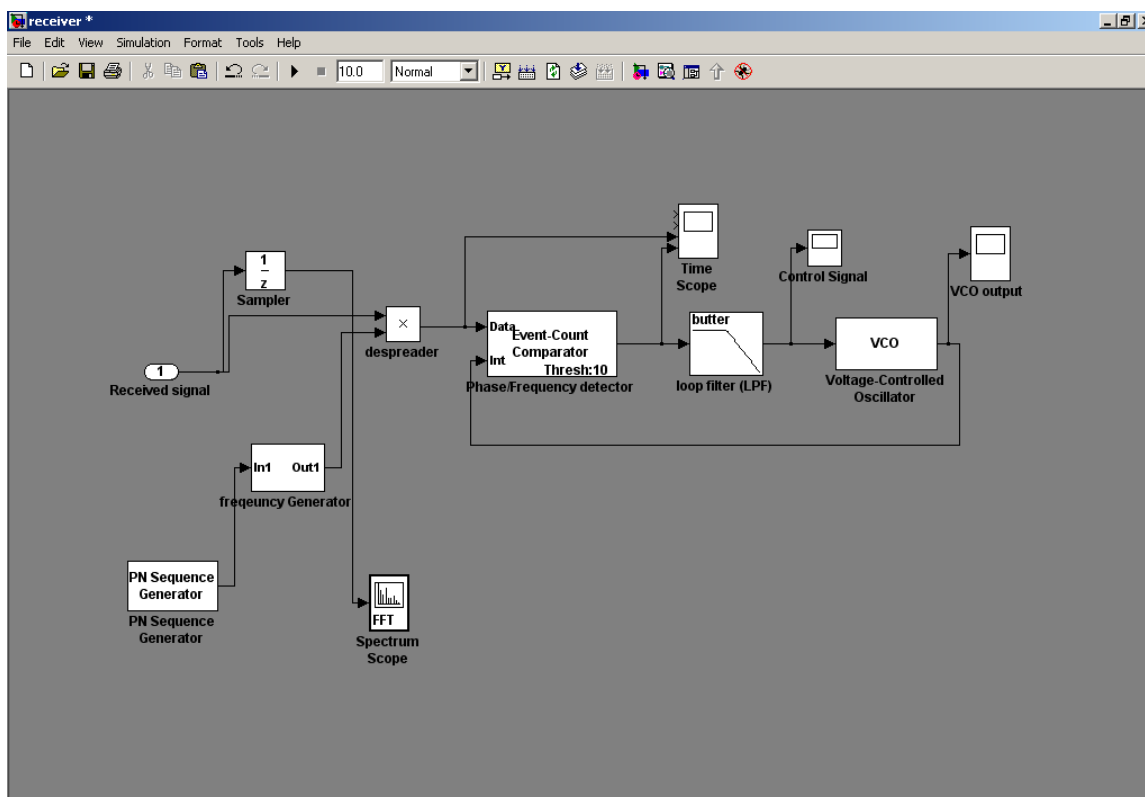 receiver *
File Edit View Simulation Format Tools Help
10.0 Normal
1
z
Sampler
Time
Scope
Control Signal
VCO output
×
despreader
Data
Int
Event-Count
Comparator
Thresh:10
Phase/Frequency detector
butter
loop filter (LPF)
VCO
Voltage-Controlled
Oscillator
1
Received signal
In1 Out1
freqeuncy Generator
PN Sequence
Generator
PN Sequence
Generator
FFT
Spectrum
Scope